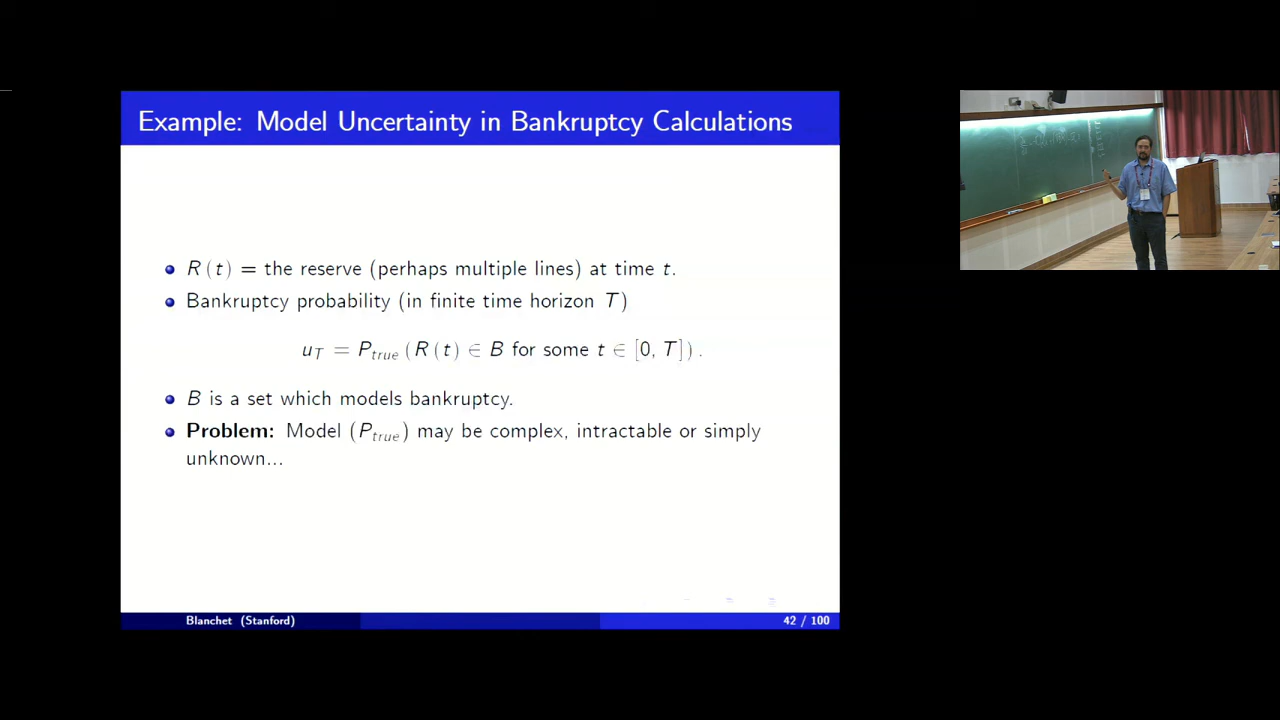 Example: Model Uncertainty in Bankruptcy Calculations
R (t) = the reserve (perhaps multiple lines) at time t.
Bankruptcy probability (in finite time horizon T)
u_T = P_true (R (t) ∈ B for some t ∈ [0, T]) .
B is a set which models bankruptcy.
Problem: Model (P_true) may be complex, intractable or simply
unknown...
Blanchet (Stanford)
42 / 100